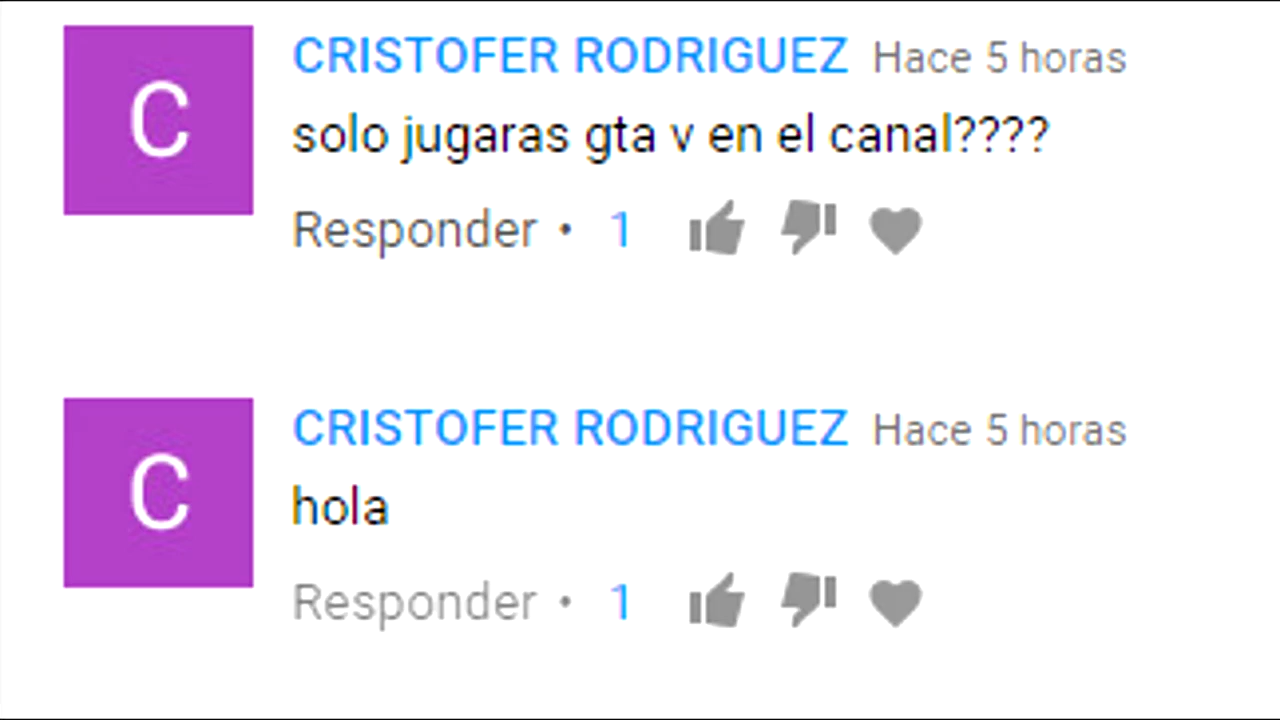 C
CRISTOFER RODRIGUEZ Hace 5 horas
solo jugaras gta v en el canal????
Responder • 1
C
CRISTOFER RODRIGUEZ Hace 5 horas
hola
Responder • 1